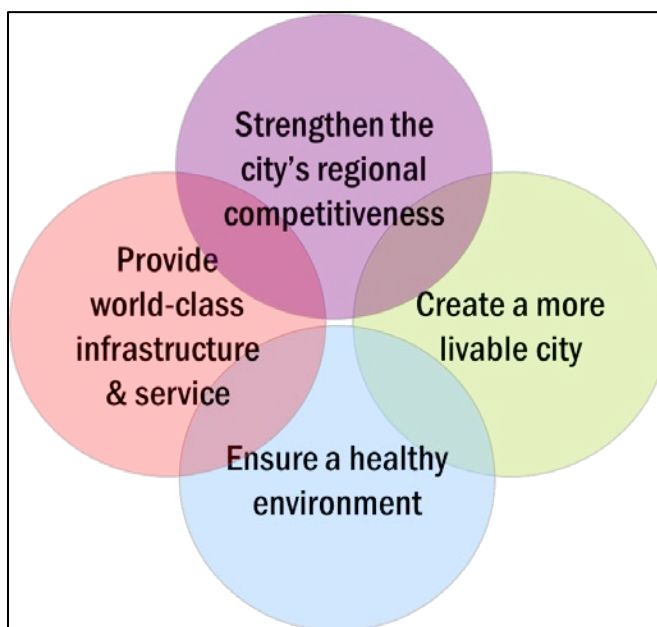 Strengthen the
city's regional
competitiveness
Provide
world-class
infrastructure
& service
Create a more
livable city
Ensure a healthy
environment